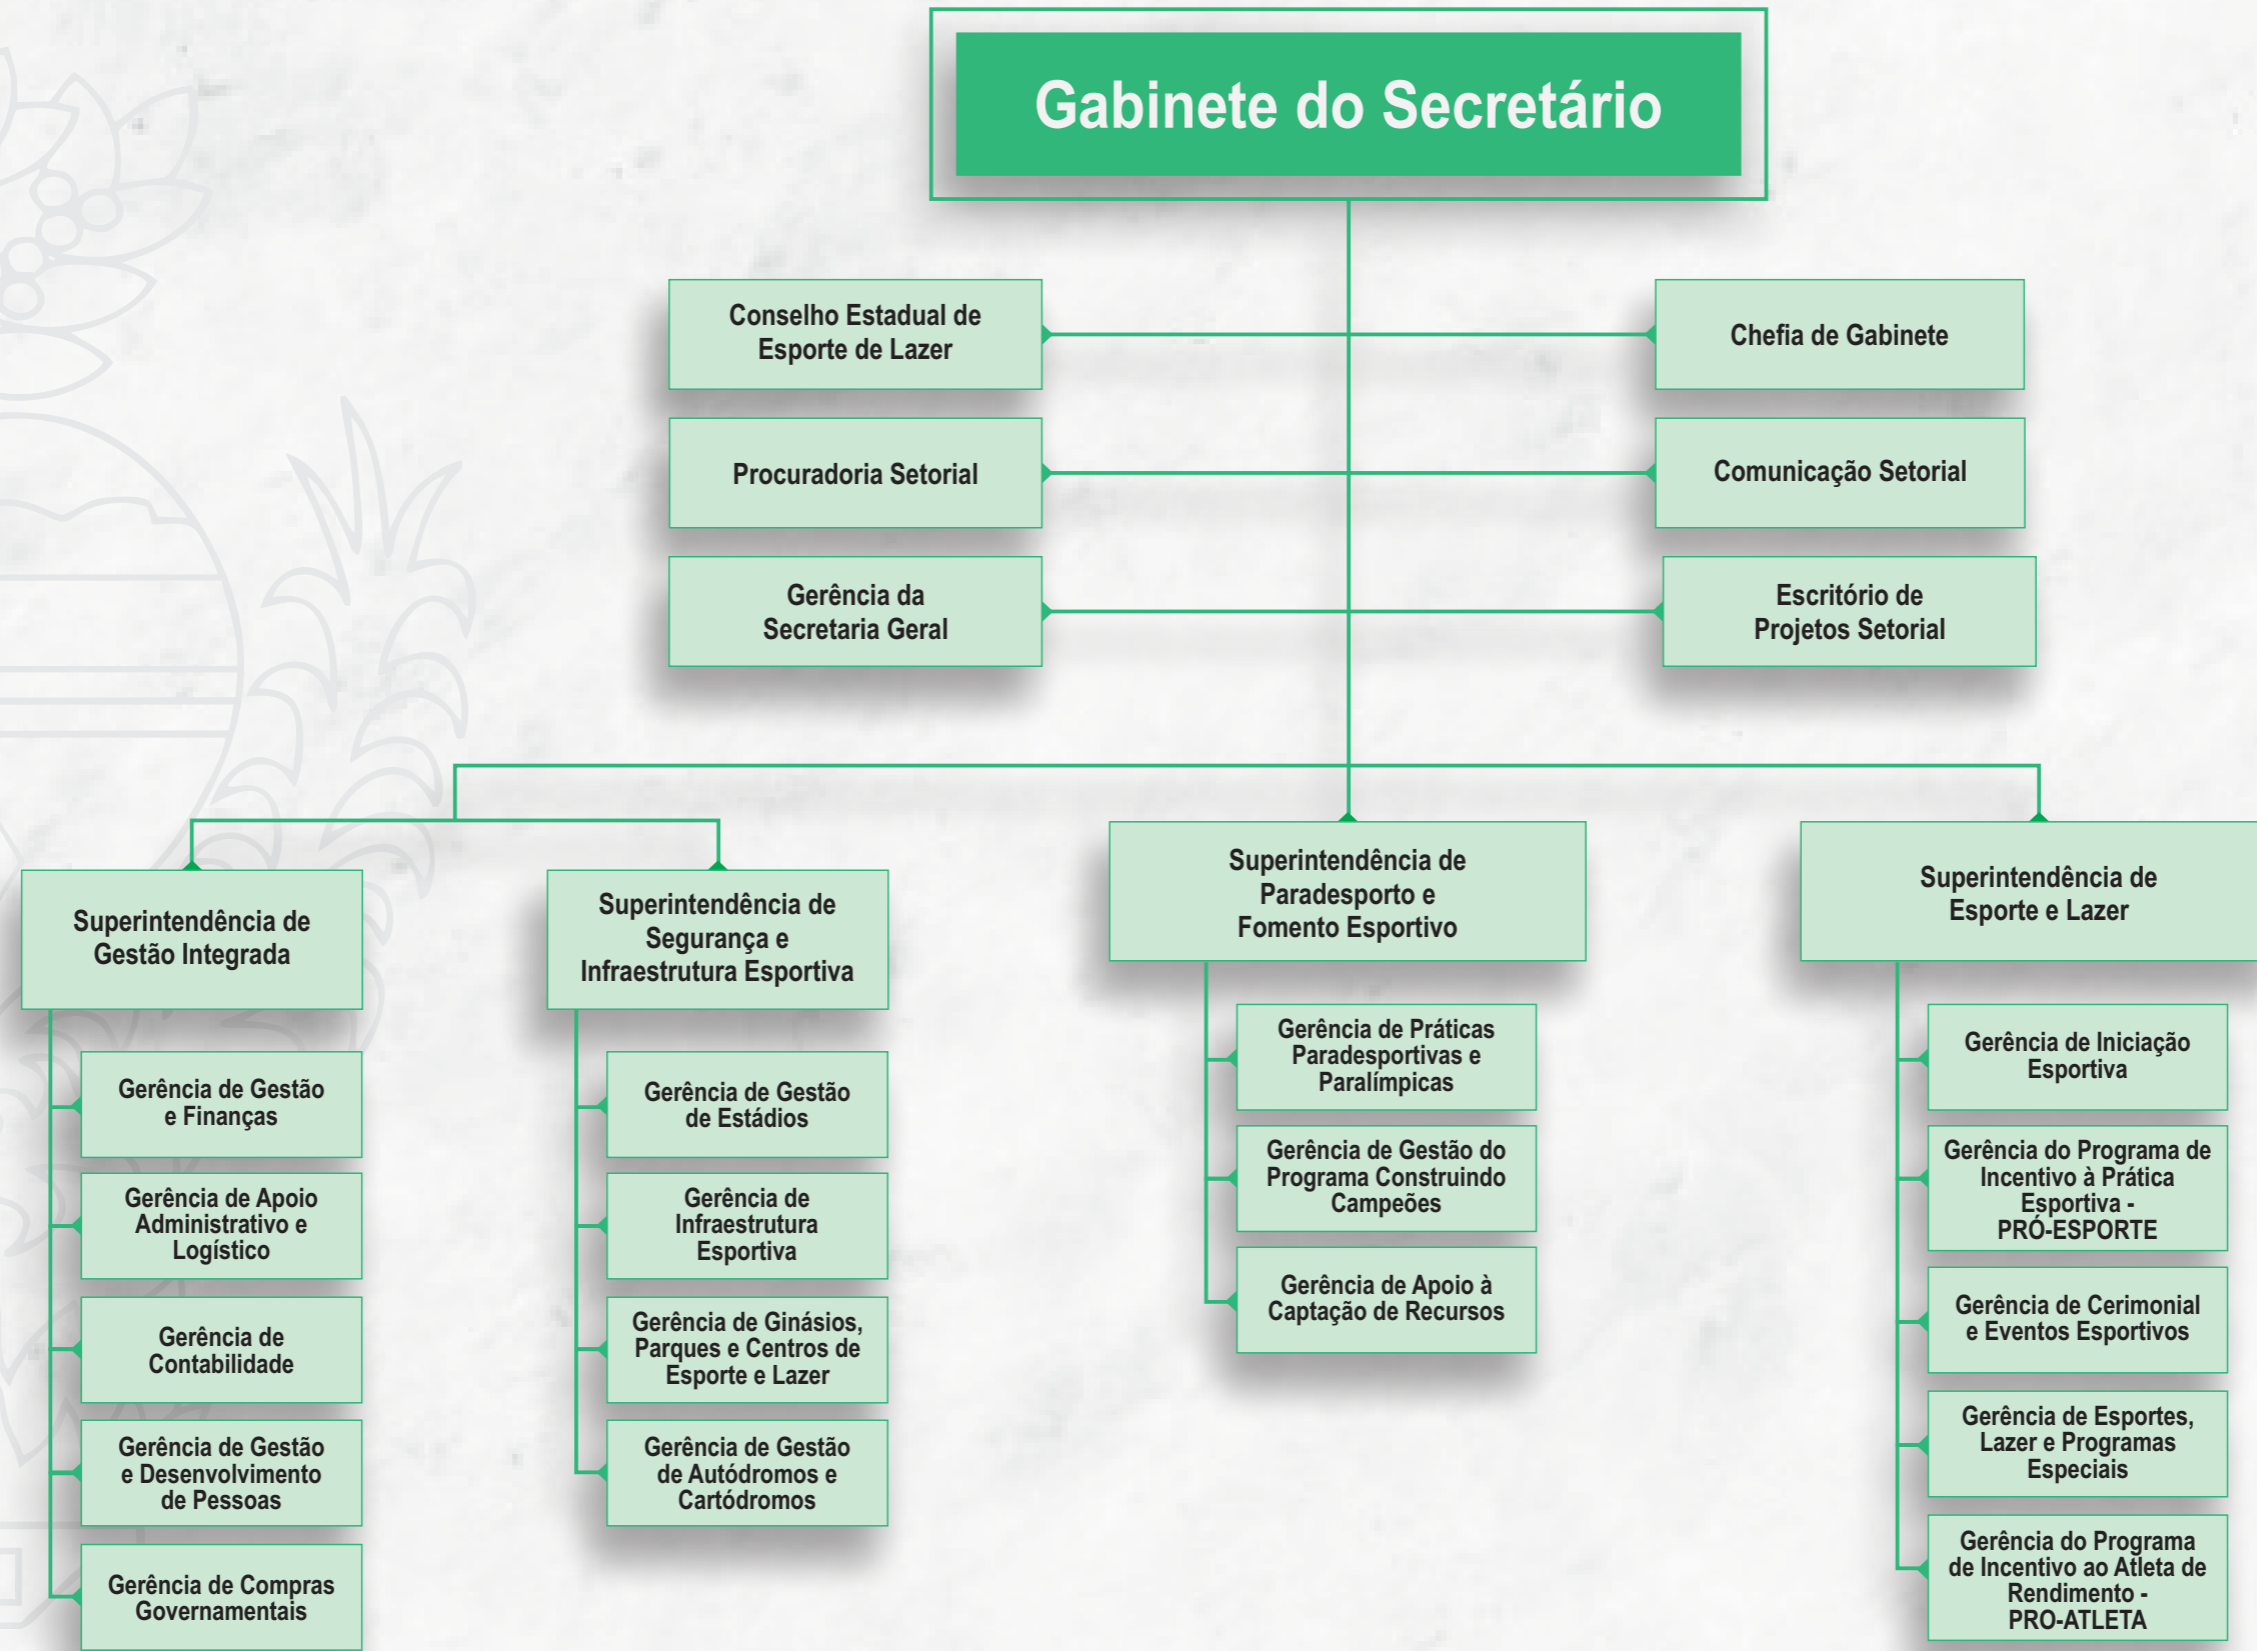 Gabinete do Secretário
Conselho Estadual de
Esporte de Lazer
Chefia de Gabinete
Procuradoria Setorial
Comunicação Setorial
Gerência da
Secretaria Geral
Escritório de
Projetos Setorial
Superintendência de
Gestão Integrada
Gerência de Gestão
e Finanças
Gerência de Apoio
Administrativo e
Logístico
Gerência de
Contabilidade
Gerência de Gestão
e Desenvolvimento
de Pessoas
Gerência de Compras
Governamentais
Superintendência de
Segurança e
Infraestrutura Esportiva
Gerência de Gestão
de Estádios
Gerência de
Infraestrutura
Esportiva
Gerência de Ginásios,
Parques e Centros de
Esporte e Lazer
Gerência de Gestão
de Autódromos e
Cartódromos
Superintendência de
Paradesporto e
Fomento Esportivo
Gerência de Práticas
Paradesportivas e
Paralímpicas
Gerência de Gestão do
Programa Construindo
Campeões
Gerência de Apoio à
Captação de Recursos
Superintendência de
Esporte e Lazer
Gerência de Iniciação
Esportiva
Gerência do Programa de
Incentivo à Prática
Esportiva -
PRÓ-ESPORTE
Gerência de Cerimonial
e Eventos Esportivos
Gerência de Esportes,
Lazer e Programas
Especiais
Gerência do Programa
de Incentivo ao Atleta de
Rendimento -
PRO-ATLETA